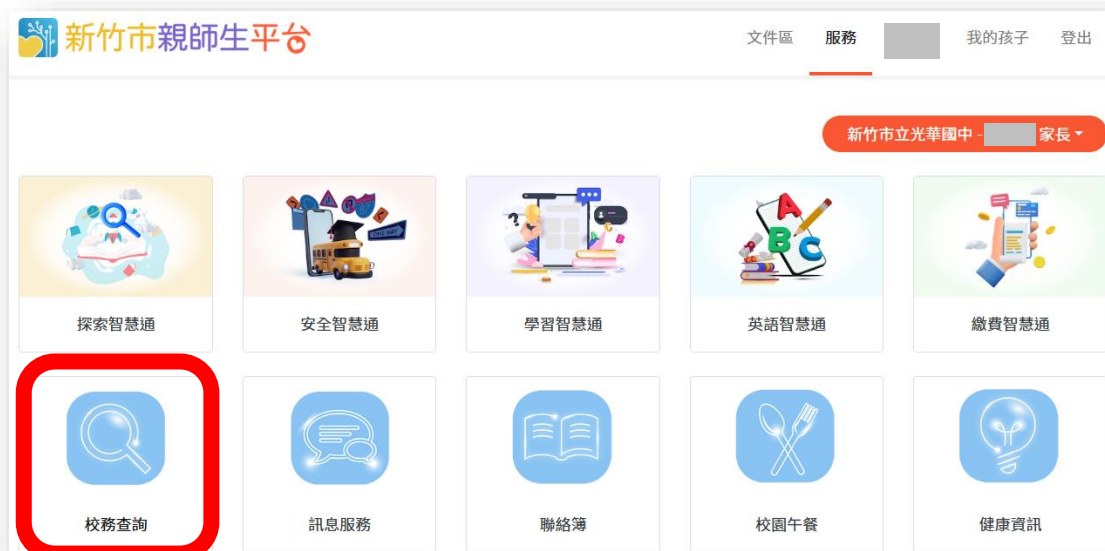 新竹市親師生平台
文件區 服務 我的孩子 登出
新竹市立光華國中 - 家長
探索智慧通 安全智慧通 學習智慧通 英語智慧通 繳費智慧通
校務查詢 訊息服務 聯絡簿 校園午餐 健康資訊